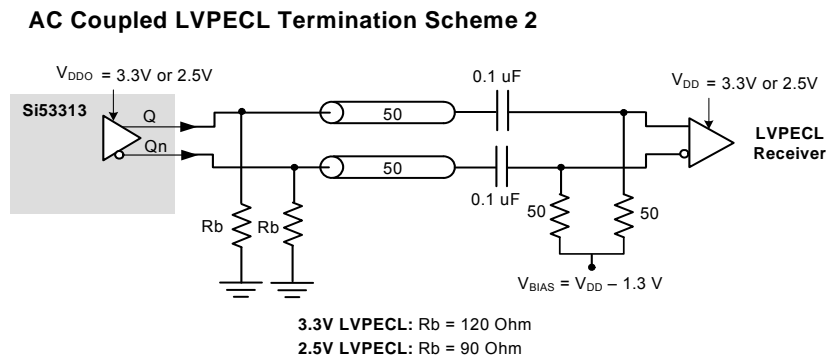 AC Coupled LVPECL Termination Scheme 2
VDDO = 3.3V or 2.5V
0.1 uF
VDD = 3.3V or 2.5V
Si53313
Q
50
LVPECL
Receiver
Qn
50
0.1 uF
Rb
Rb
50
50
VBIAS = VDD – 1.3 V
3.3V LVPECL: Rb = 120 Ohm
2.5V LVPECL: Rb = 90 Ohm